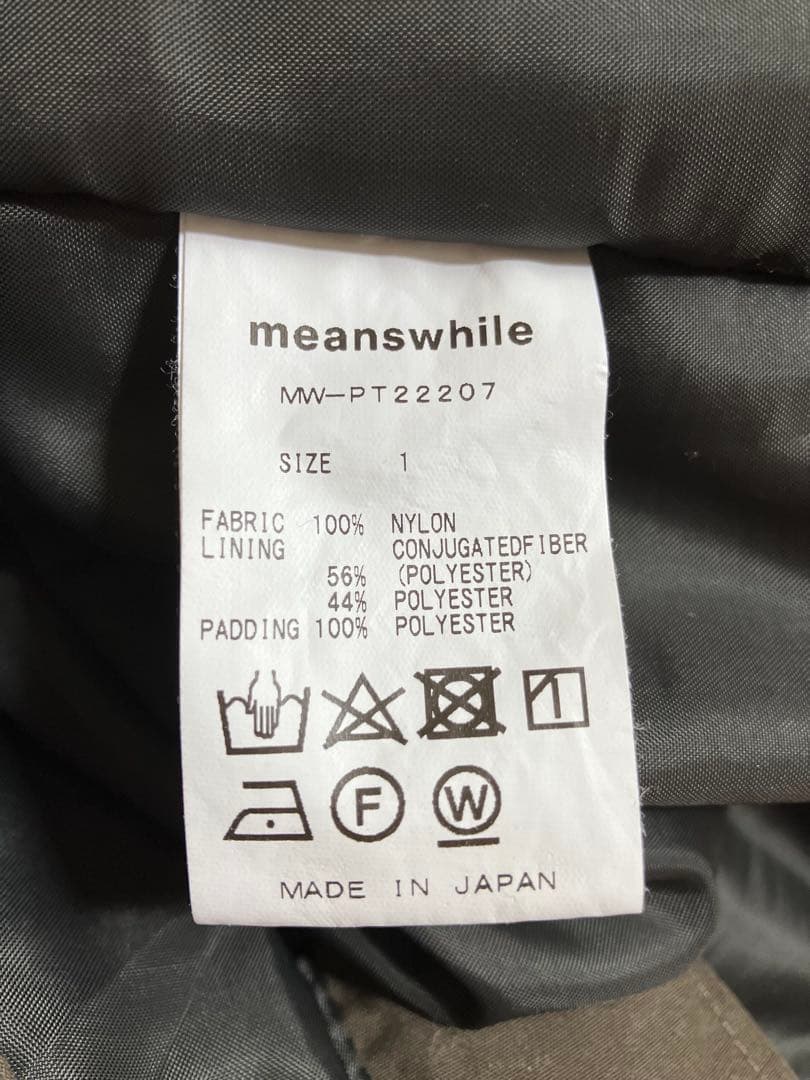 meanswhile
MW-PT22207
SIZE 1
FABRIC 100% NYLON
LINING CONJUGATEDFIBER
56% (POLYESTER)
44% POLYESTER
PADDING 100% POLYESTER
F W
MADE IN JAPAN